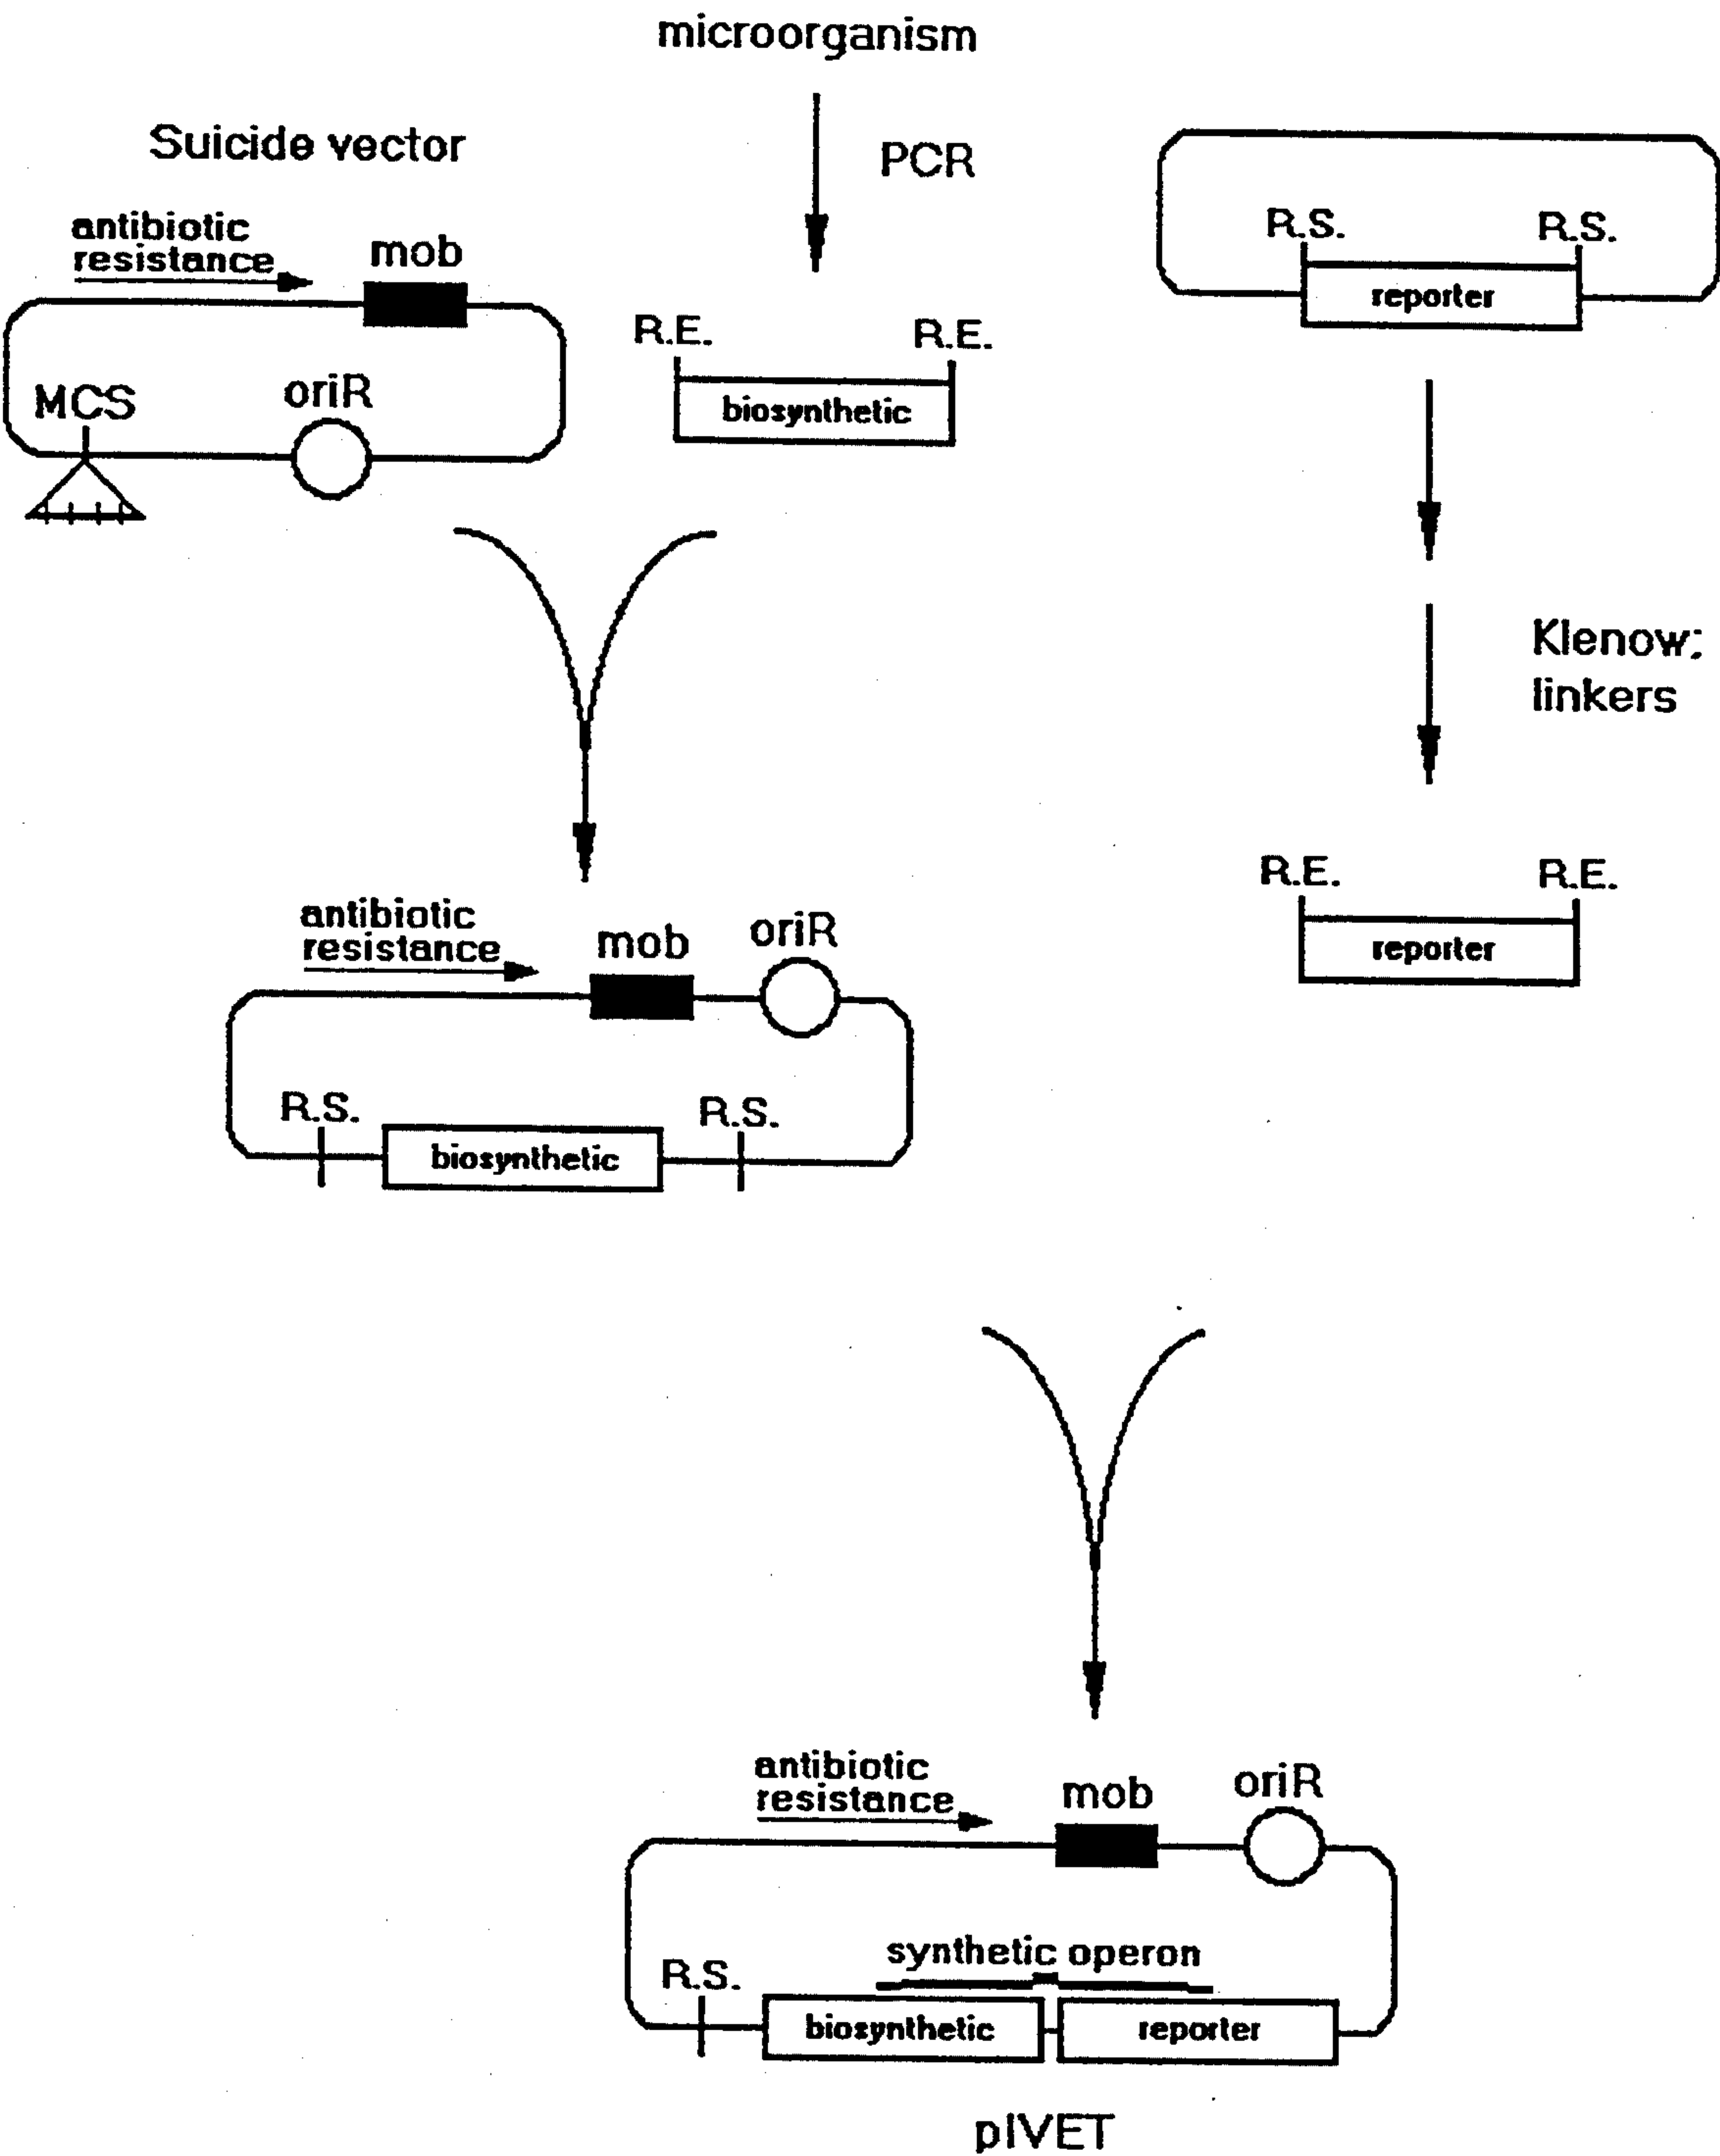 microorganism
Suicide vector
PCR
antibiotic
resistance
mob
R.S.
R.S.
reporter
R.E.
R.E.
MCS
oriR
biosynthetic
Klenow;
linkers
R.E.
R.E.
reporter
antibiotic
resistance
mob
oriR
R.S.
R.S.
biosynthetic
antibiotic
resistance
mob
oriR
synthetic operon
R.S.
biosynthetic
reporter
pIVET